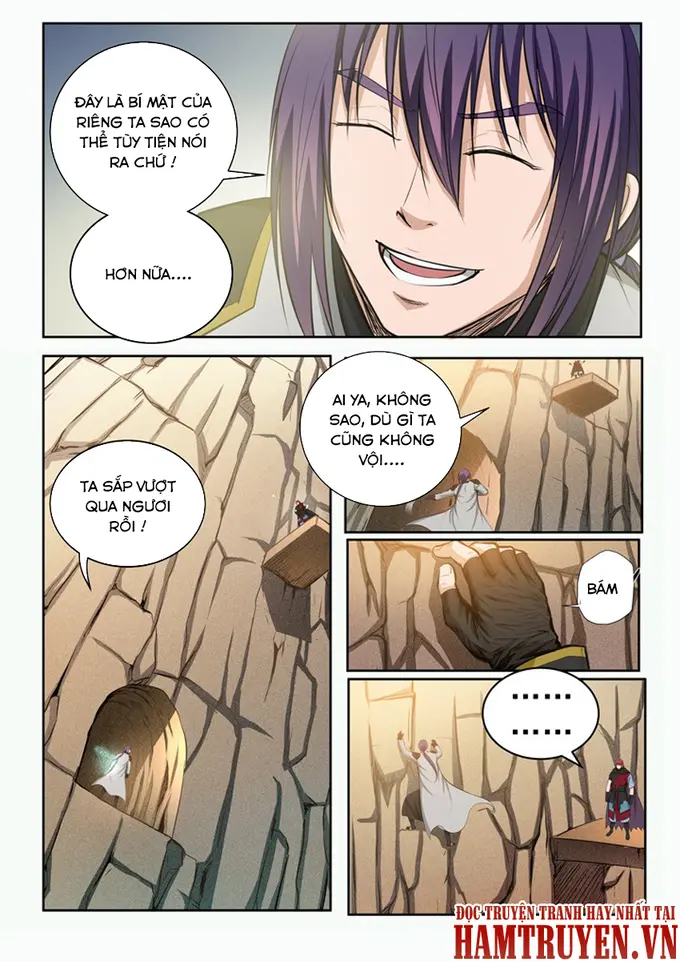 ĐÂY LÀ BÍ MẬT CỦA
RIÊNG TA SAO CÓ
THỂ TÙY TIỆN NÓI
RA CHỨ !
HƠN NỮA....
TA SẮP VƯỢT
QUA NGƯƠI
RỒI !
AI YA, KHÔNG
SAO, DÙ GÌ TA
CŨNG KHÔNG
VỘI....
BÁM
......
......
ĐỌC TRUYỆN TRANH HAY NHẤT TẠI
HAMTRUYEN.VN